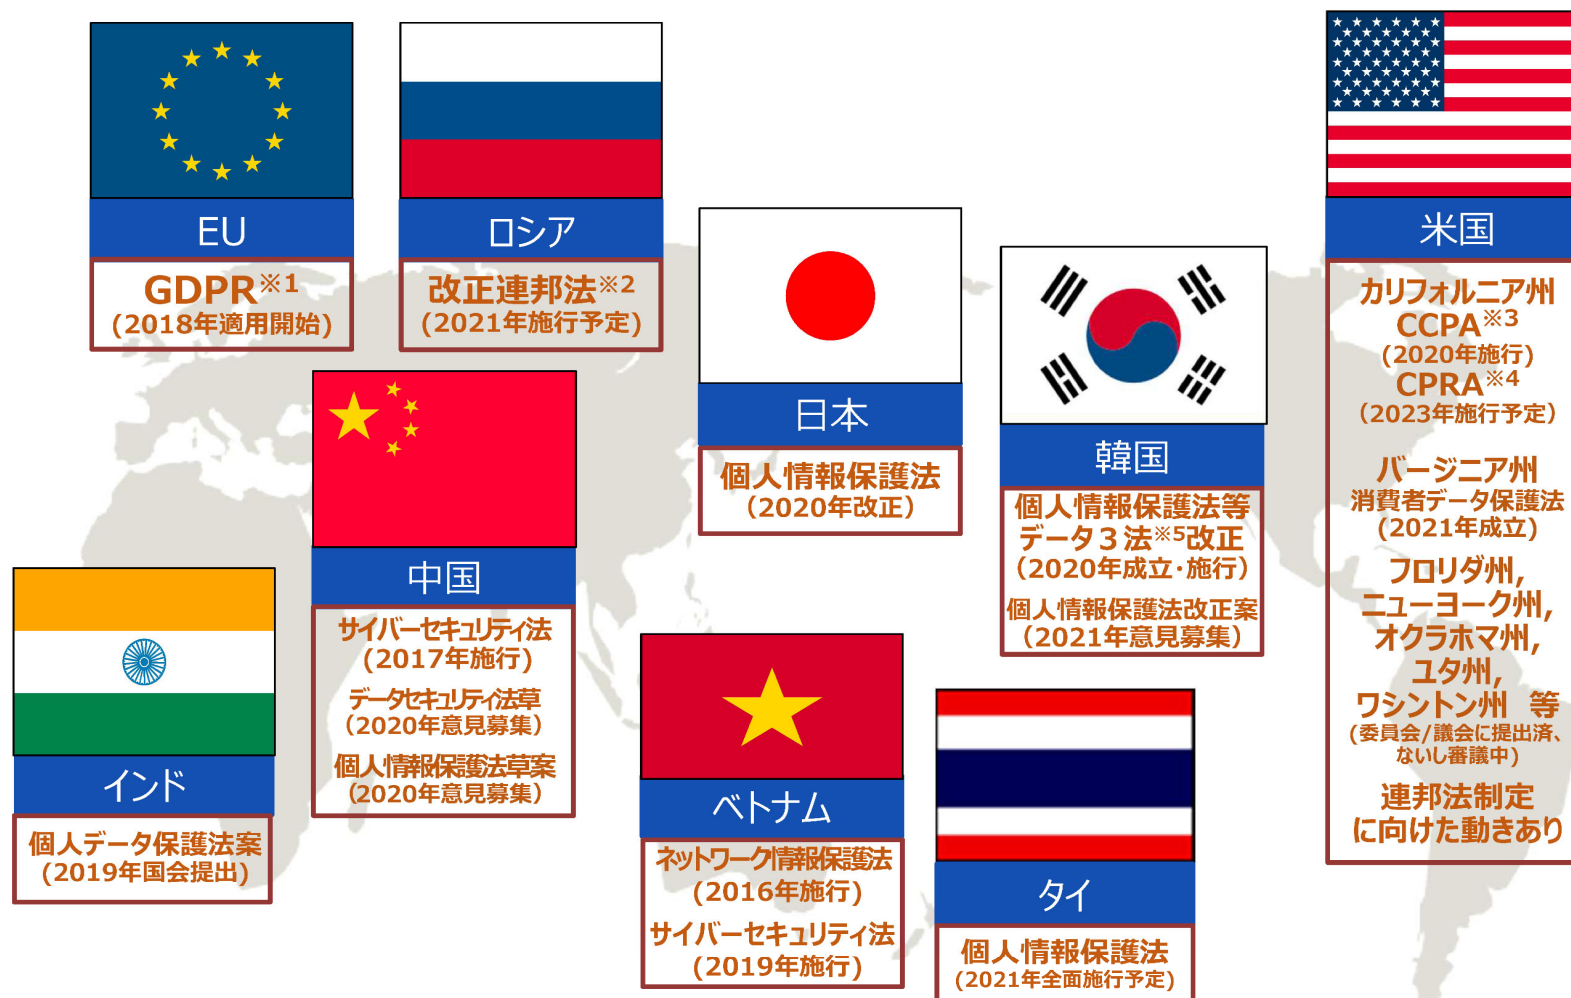 EU
GDPR※1
(2018年適用開始)
ロシア
改正連邦法※2
(2021年施行予定)
日本
個人情報保護法
(2020年改正)
韓国
個人情報保護法等
データ3法※5改正
(2020年成立・施行)
個人情報保護法改正案
(2021年意見募集)
米国
カリフォルニア州
CCPA※3
(2020年施行)
CPRA※4
(2023年施行予定)
バージニア州
消費者データ保護法
(2021年成立)
フロリダ州,
ニューヨーク州,
オクラホマ州,
ユタ州,
ワシントン州 等
(委員会/議会に提出済、
ないし審議中)
連邦法制定
に向けた動きあり
中国
サイバーセキュリティ法
(2017年施行)
データセキュリティ法草
(2020年意見募集)
個人情報保護法草案
(2020年意見募集)
インド
個人データ保護法案
(2019年国会提出)
ベトナム
ネットワーク情報保護法
(2016年施行)
サイバーセキュリティ法
(2019年施行)
タイ
個人情報保護法
(2021年全面施行予定)